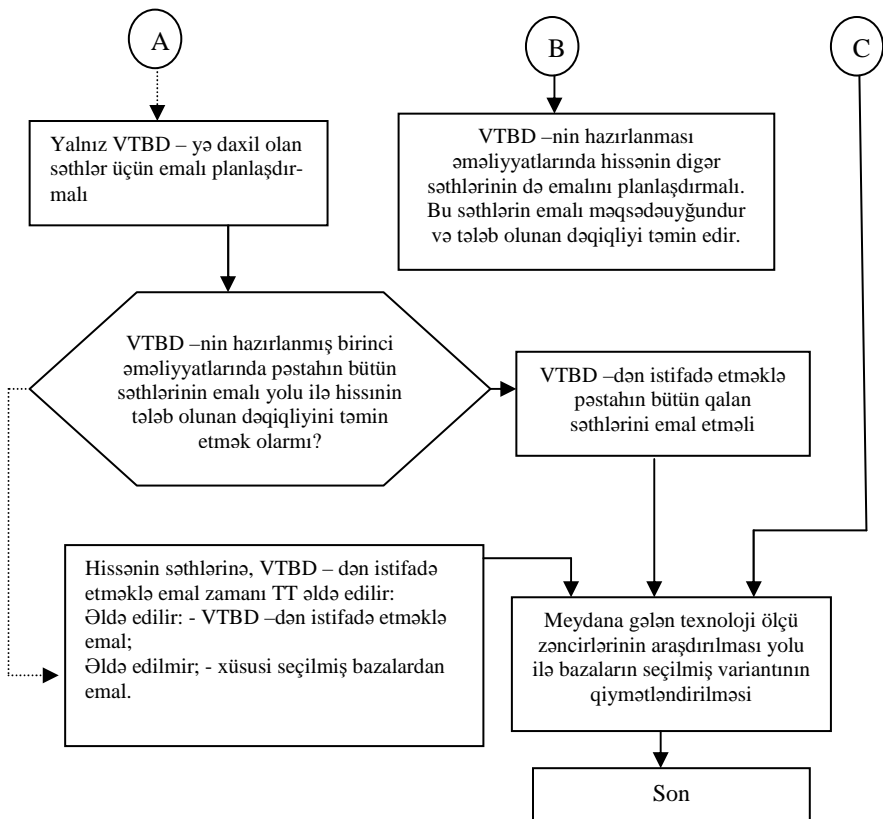 A
B
C
Yalnız VTBD – yə daxil olan
səthlər üçün emalı planlaşdır-
malı
VTBD –nin hazırlanması
əməliyyatlarında hissənin digər
səthlərinin də emalını planlaşdırmalı.
Bu səthlərin emalı məqsədəuyğundur
və tələb olunan dəqiqliyi təmin edir.
VTBD –nin hazırlanmış birinci
əməliyyatlarında pəstahın bütün
səthlərinin emalı yolu ilə hissınin
tələb olunan dəqiqliyini təmin
etmək olarmı?
VTBD –dən istifadə etməklə
pəstahın bütün qalan
səthlərini emal etməli
Hissənin səthlərinə, VTBD – dən istifadə
etməklə emal zamanı TT əldə edilir:
Əldə edilir: - VTBD –dən istifadə etməklə
emal;
Əldə edilmir; - xüsusi seçilmiş bazalardan
emal.
Meydana gələn texnoloji ölçü
zəncirlərinin araşdırılması yolu
ilə bazaların seçilmiş variantının
qiymətləndirilməsi
Son